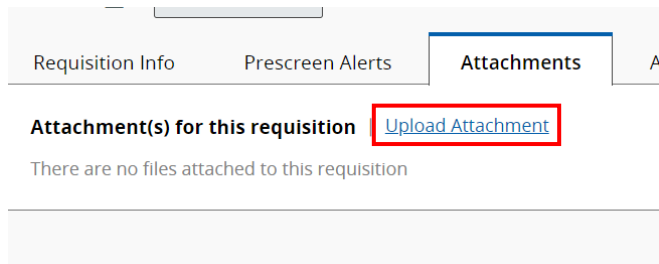 Requisition Info Prescreen Alerts Attachments A
Attachment(s) for this requisition | Upload Attachment
There are no files attached to this requisition